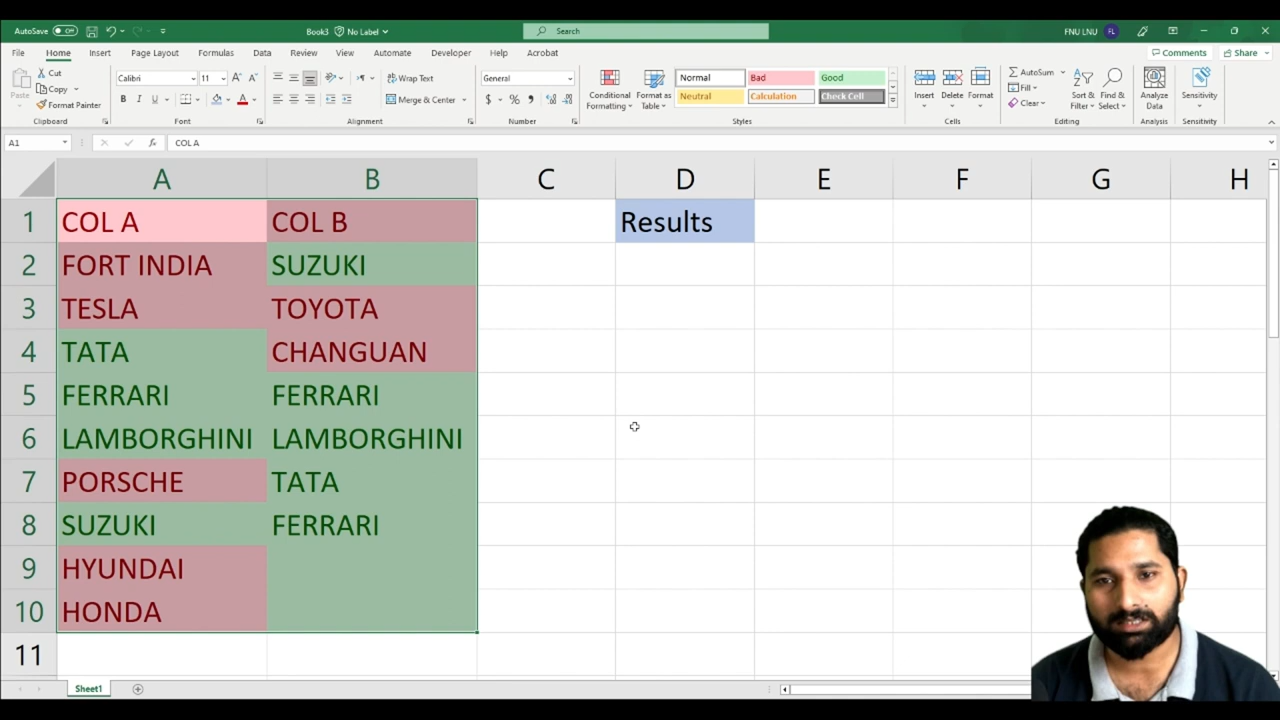 AutoSave Off Book3 No Label Search FNU LNU FL
File Home Insert Page Layout Formulas Data Review View Automate Developer Help Acrobat Comments Share
Cut Calibri 11 Wrap Text General Normal Bad Good AutoSum
Paste Copy Merge & Center Conditional Formatting Format as Table Neutral Calculation Check Cell Insert Delete Format Fill Sort & Filter Find & Select Analyze Data Sensitivity
Format Painter Clear
Clipboard Font Alignment Number Styles Cells Editing Analysis Sensitivity
A1 fx COL A
A B C D E F G H
1 COL A COL B Results
2 FORT INDIA SUZUKI
3 TESLA TOYOTA
4 TATA CHANGUAN
5 FERRARI FERRARI
6 LAMBORGHINI LAMBORGHINI
7 PORSCHE TATA
8 SUZUKI FERRARI
9 HYUNDAI
10 HONDA
11
Sheet1